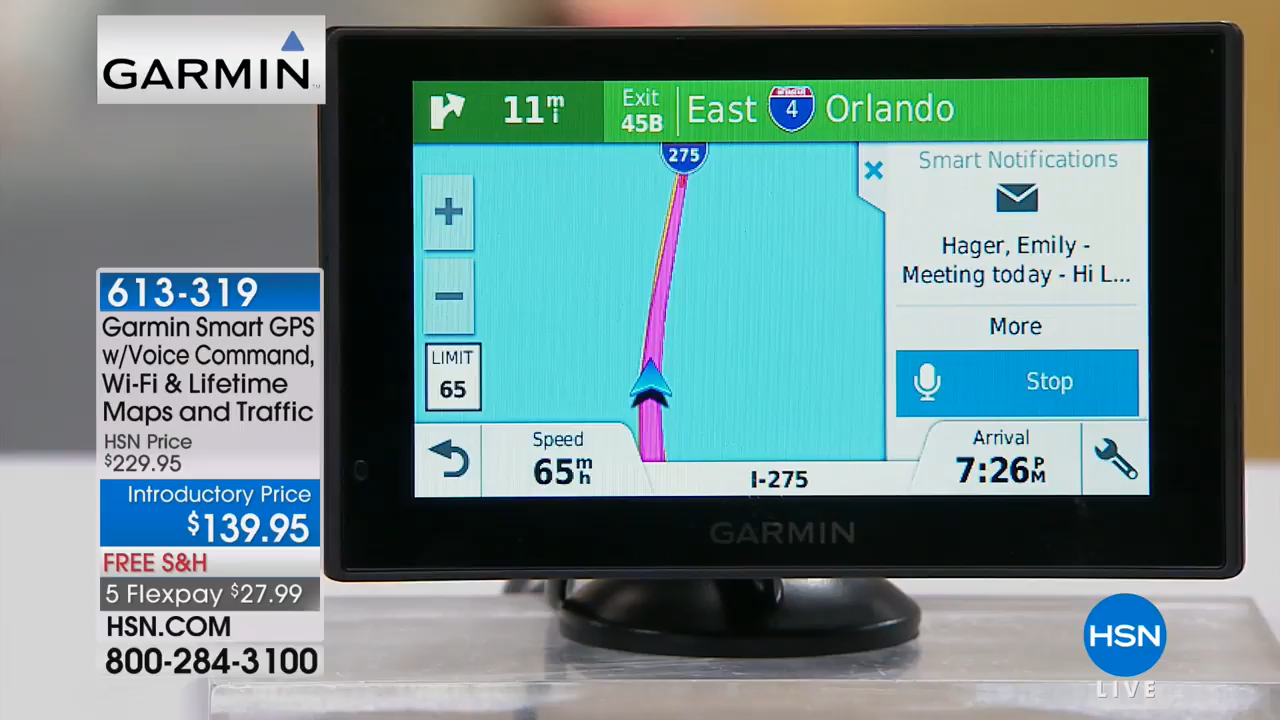 GARMIN
613-319
Garmin Smart GPS
w/Voice Command,
Wi-Fi & Lifetime
Maps and Traffic
HSN Price
$229.95
Introductory Price
$139.95
FREE S&H
5 Flexpay $27.99
HSN.COM
800-284-3100
11 mi
Exit
45B
East
INTERSTATE
4
Orlando
275
LIMIT
65
Smart Notifications
Hager, Emily -
Meeting today - Hi L...
More
Stop
Speed
65 mh
I-275
Arrival
7:26 PM
GARMIN
HSN
LIVE